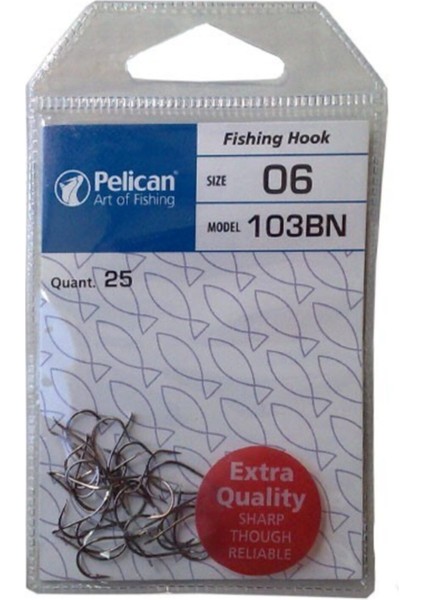 Fishing Hook
Pelican®
Art of Fishing
SIZE 06
MODEL 103BN
Quant. 25
Extra
Quality
SHARP
THOUGH
RELIABLE